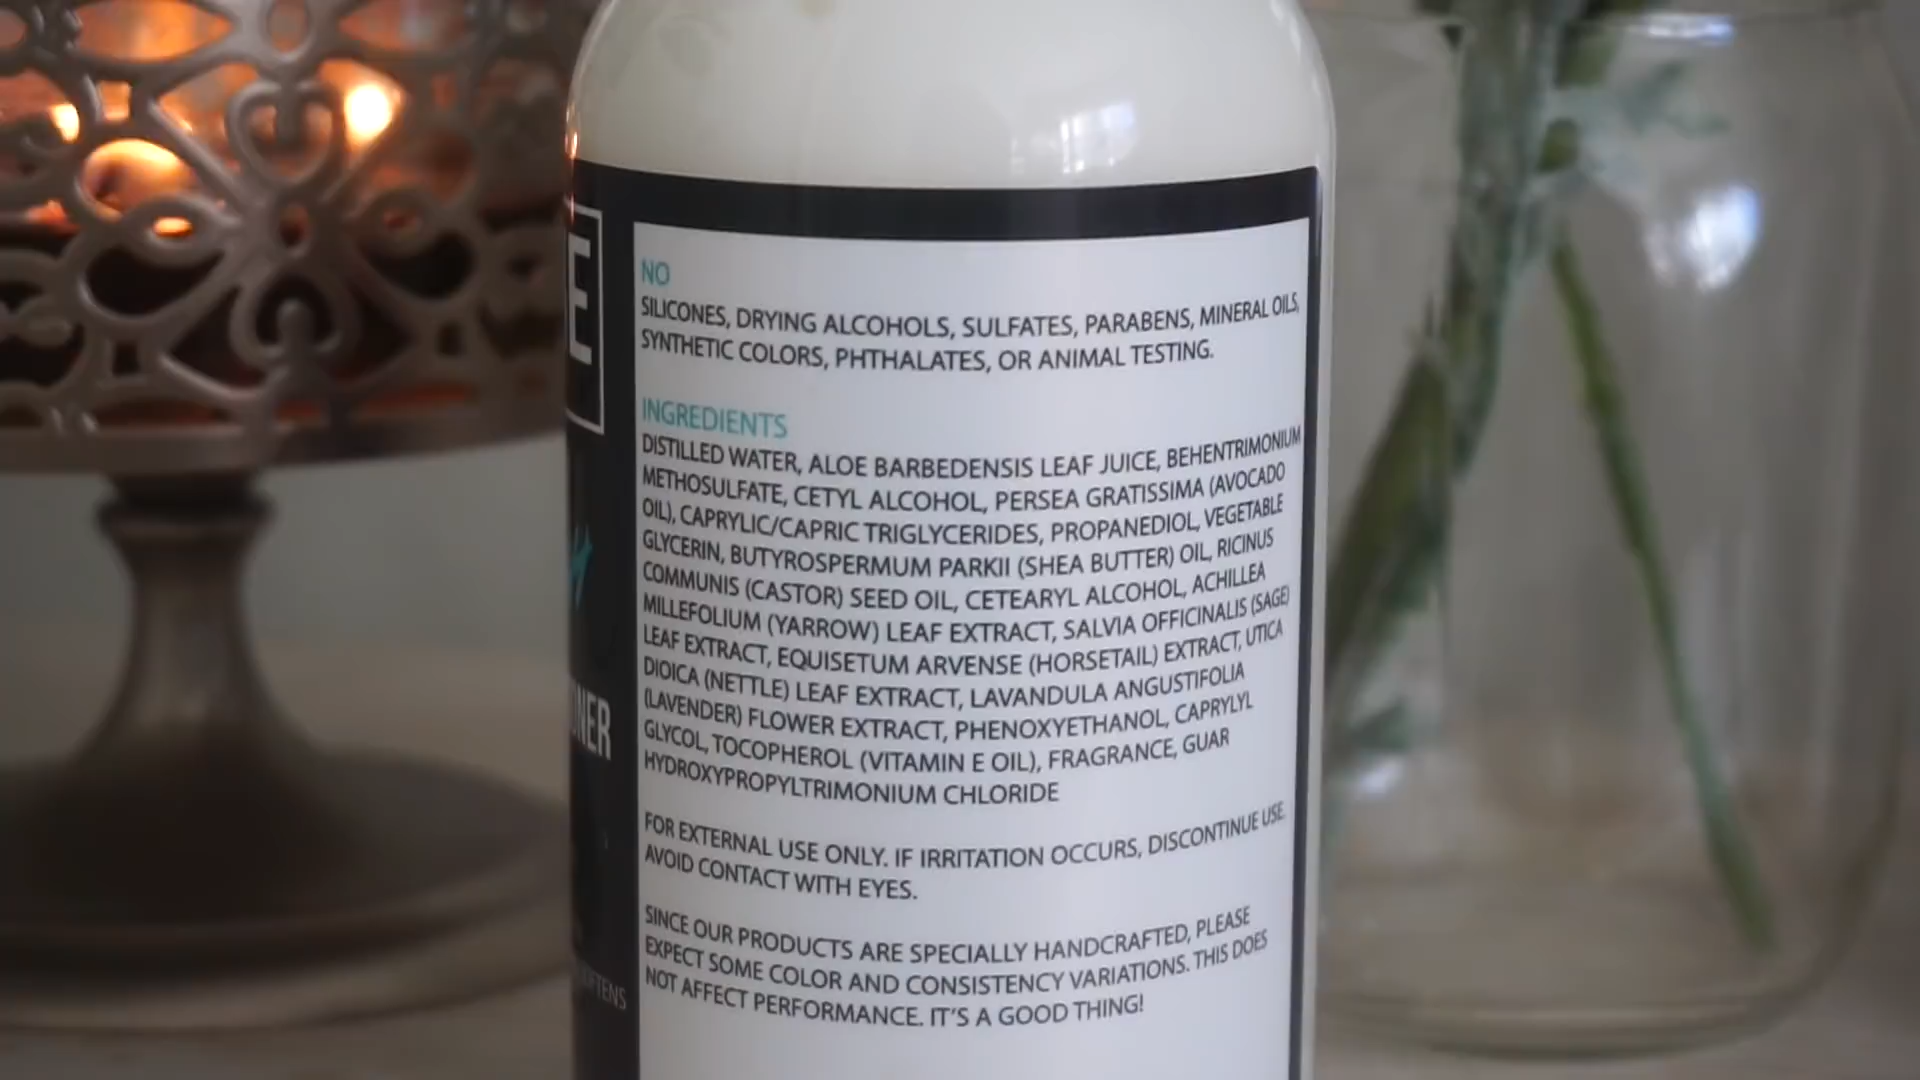 E
NO
SILICONES, DRYING ALCOHOLS, SULFATES, PARABENS, MINERAL OILS,
SYNTHETIC COLORS, PHTHALATES, OR ANIMAL TESTING.
INGREDIENTS
DISTILLED WATER, ALOE BARBEDENSIS LEAF JUICE, BEHENTRIMONIUM
METHOSULFATE, CETYL ALCOHOL, PERSEA GRATISSIMA (AVOCADO
OIL), CAPRYLIC/CAPRIC TRIGLYCERIDES, PROPANEDIOL, VEGETABLE
GLYCERIN, BUTYROSPERMUM PARKII (SHEA BUTTER) OIL, RICINUS
COMMUNIS (CASTOR) SEED OIL, CETEARYL ALCOHOL, ACHILLEA
MILLEFOLIUM (YARROW) LEAF EXTRACT, SALVIA OFFICINALIS (SAGE)
LEAF EXTRACT, EQUISETUM ARVENSE (HORSETAIL) EXTRACT, UTICA
DIOICA (NETTLE) LEAF EXTRACT, LAVANDULA ANGUSTIFOLIA
(LAVENDER) FLOWER EXTRACT, PHENOXYETHANOL, CAPRYLYL
GLYCOL, TOCOPHEROL (VITAMIN E OIL), FRAGRANCE, GUAR
HYDROXYPROPYLTRIMONIUM CHLORIDE
FOR EXTERNAL USE ONLY. IF IRRITATION OCCURS, DISCONTINUE USE.
AVOID CONTACT WITH EYES.
SINCE OUR PRODUCTS ARE SPECIALLY HANDCRAFTED, PLEASE
EXPECT SOME COLOR AND CONSISTENCY VARIATIONS. THIS DOES
NOT AFFECT PERFORMANCE. IT'S A GOOD THING!